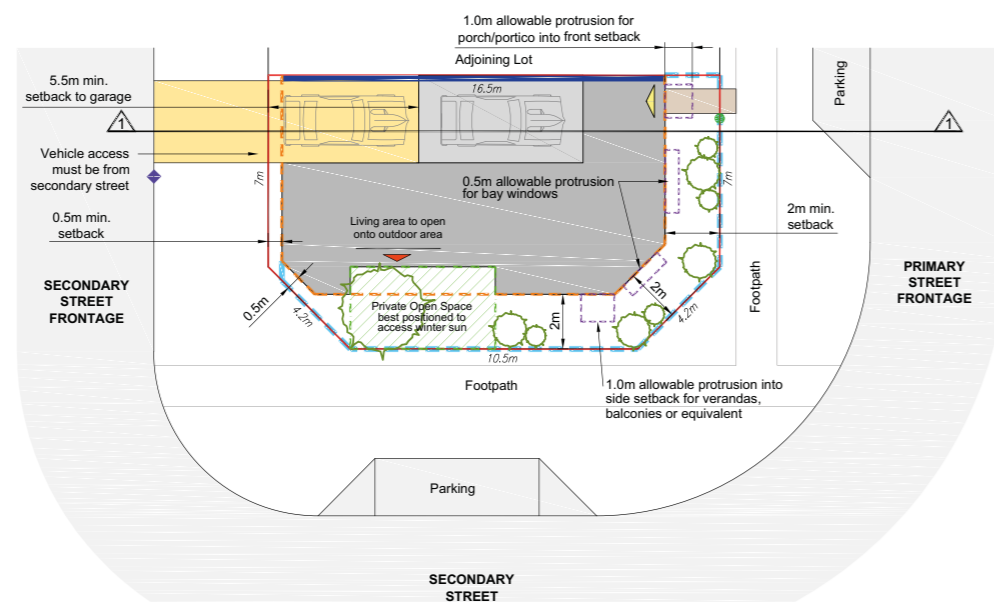 1.0m allowable protrusion for
porch/portico into front setback
Adjoining Lot
5.5m min.
setback to garage
16.5m
Parking
1
1
Vehicle access
must be from
secondary street
7m
0.5m allowable protrusion
for bay windows
7m
0.5m min.
setback
Living area to open
onto outdoor area
2m min.
setback
SECONDARY
STREET
FRONTAGE
PRIMARY
STREET
FRONTAGE
Footpath
0.5m
4.2m
Private Open Space
best positioned to
access winter sun
2m
2m
4.2m
10.5m
Footpath
1.0m allowable protrusion into
side setback for verandas,
balconies or equivalent
Parking
SECONDARY
STREET